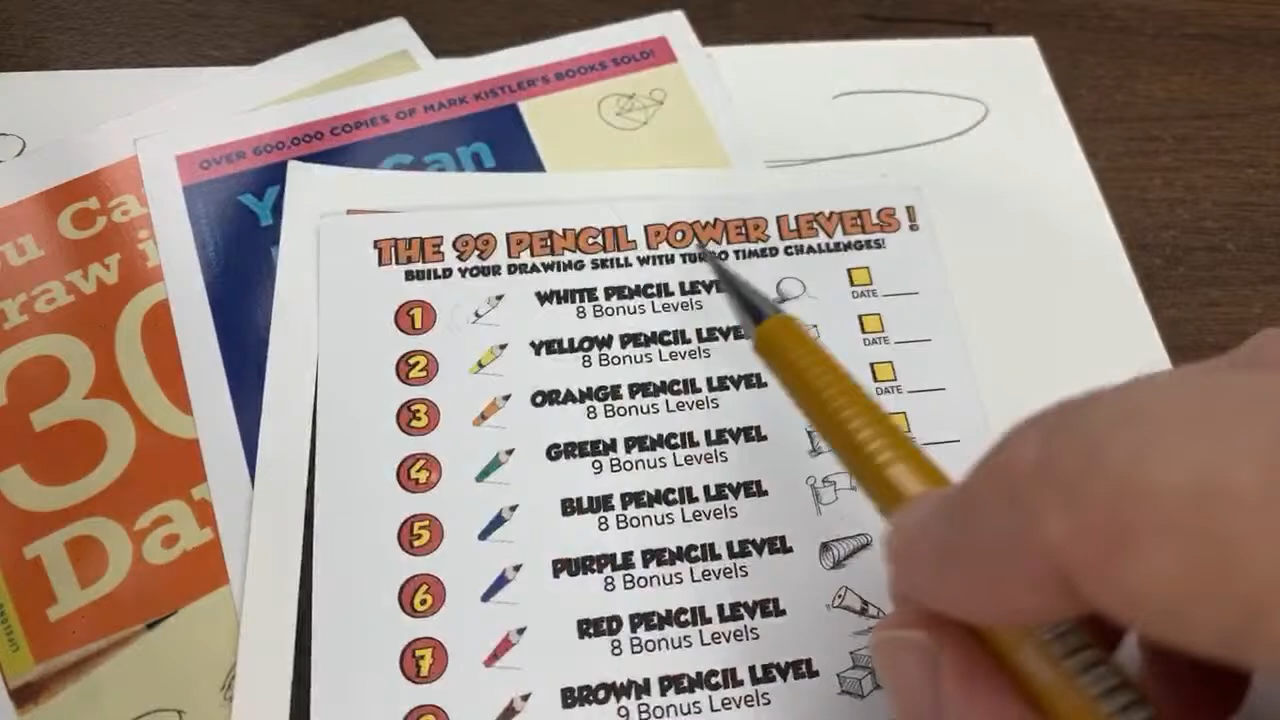 OVER 600,000 COPIES OF MARK KISTLER'S BOOKS SOLD!
Can
30
THE 99 PENCIL POWER LEVELS!
BUILD YOUR DRAWING SKILL WITH TURBO TIMED CHALLENGES!
1 WHITE PENCIL
8 Bonus Levels
DATE
2 YELLOW PENCIL
8 Bonus Levels
DATE
3 ORANGE PENCIL LEVEL
8 Bonus Levels
DATE
4 GREEN PENCIL LEVEL
9 Bonus Levels
5 BLUE PENCIL LEVEL
8 Bonus Levels
6 PURPLE PENCIL LEVEL
8 Bonus Levels
7 RED PENCIL LEVEL
8 Bonus Levels
BROWN PENCIL LEVEL
9 Bonus Levels